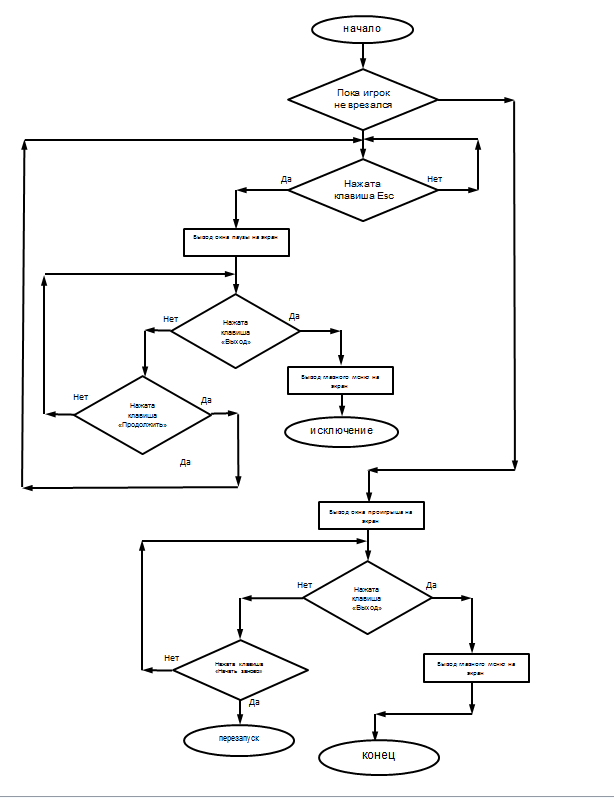 начало
Пока игрок
не врезался
Да
Нет
Нажата
клавиша Esc
Вывод окна паузы на экран
Нет
Да
Нажата
клавиша
«Выход»
Вывод главного меню на
экран
Нет
Да
Нажата
клавиша
«Продолжить»
исключение
Да
Вывод окна проигрыша на
экран
Нет
Да
Нажата
клавиша
«Выход»
Нет
Нажата клавиша
«Начать заново»
Вывод главного меню на
экран
Да
перезапуск
конец